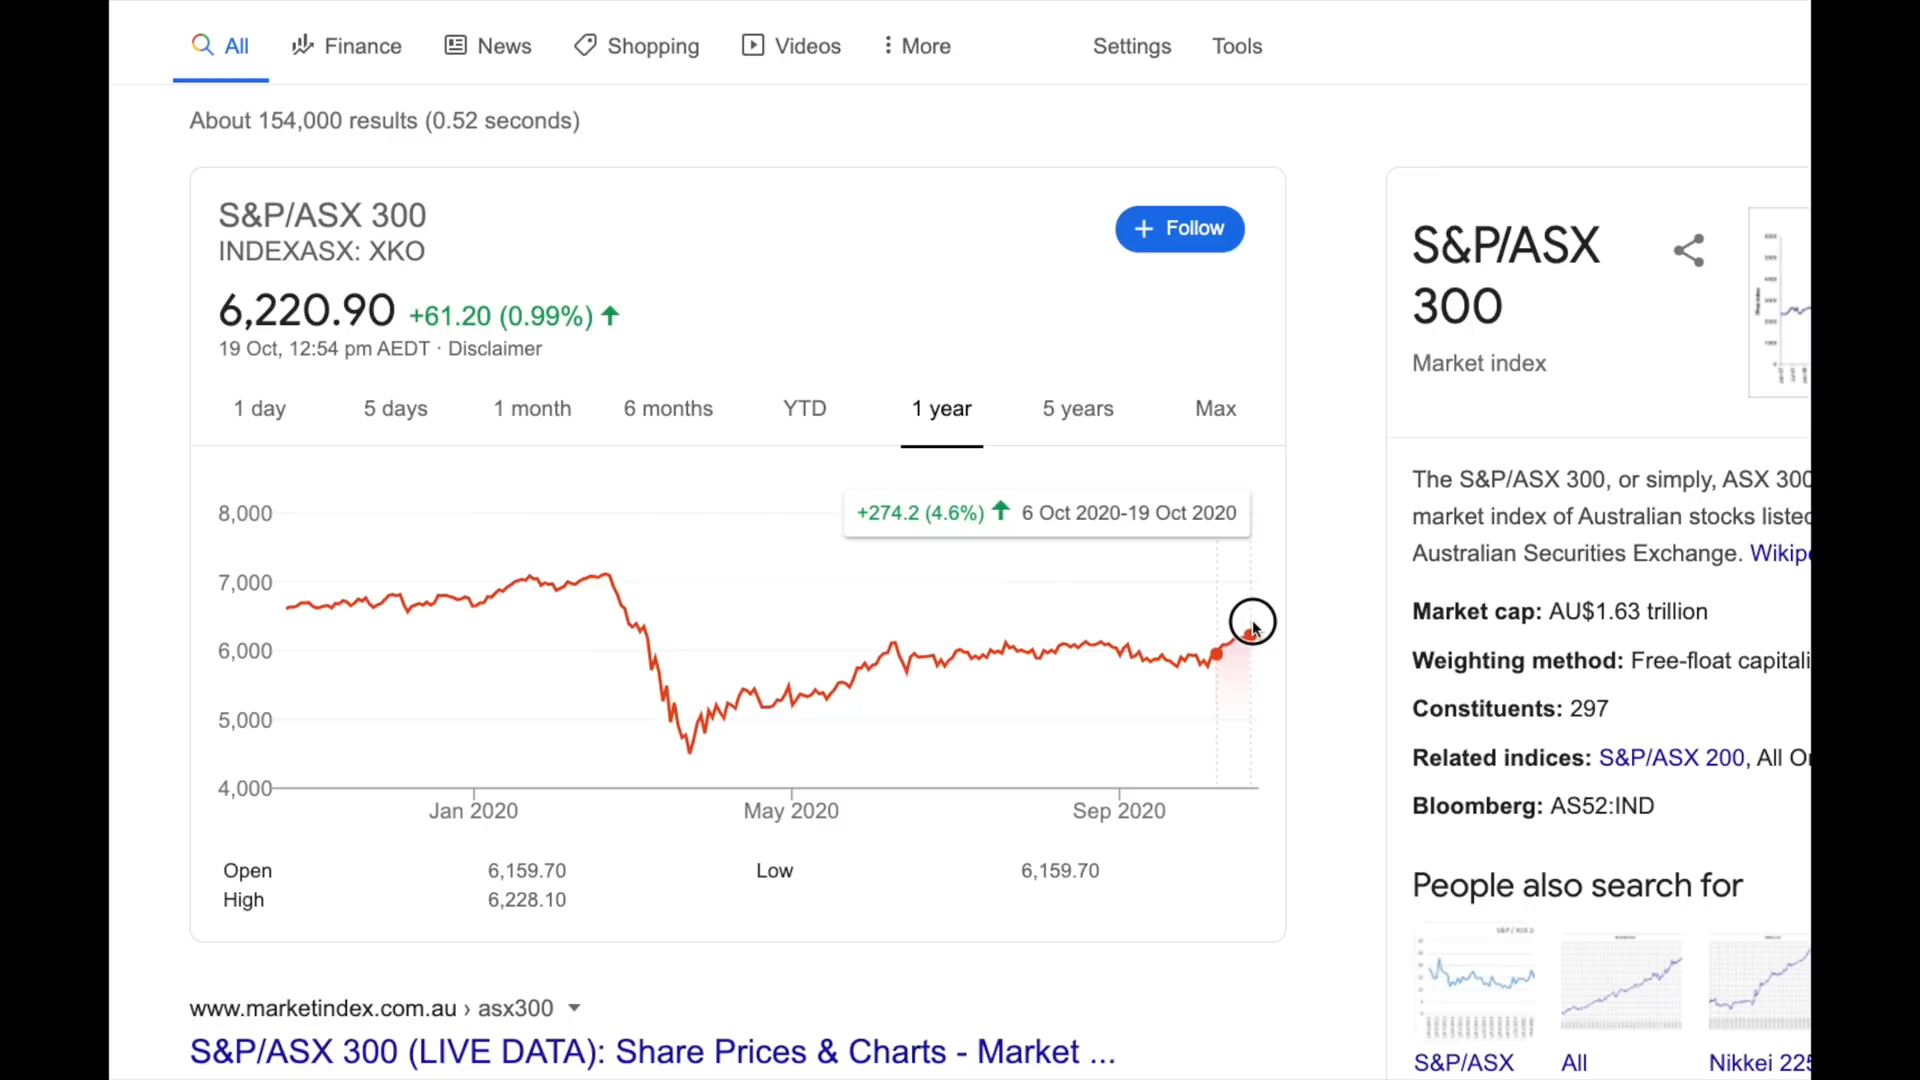 All Finance News Shopping Videos More Settings Tools
About 154,000 results (0.52 seconds)
S&P/ASX 300
INDEXASX: XKO
Follow
6,220.90 +61.20 (0.99%)
19 Oct, 12:54 pm AEDT · Disclaimer
1 day 5 days 1 month 6 months YTD 1 year 5 years Max
+274.2 (4.6%) 6 Oct 2020-19 Oct 2020
8,000
7,000
6,000
5,000
4,000
Jan 2020 May 2020 Sep 2020
Open 6,159.70 Low 6,159.70
High 6,228.10
www.marketindex.com.au › asx300
S&P/ASX 300 (LIVE DATA): Share Prices & Charts - Market ...
S&P/ASX
300
Market index
The S&P/ASX 300, or simply, ASX 300
market index of Australian stocks listed
Australian Securities Exchange. Wikipe
Market cap: AU$1.63 trillion
Weighting method: Free-float capitali
Constituents: 297
Related indices: S&P/ASX 200, All Or
Bloomberg: AS52:IND
People also search for
S&P/ASX All Nikkei 225